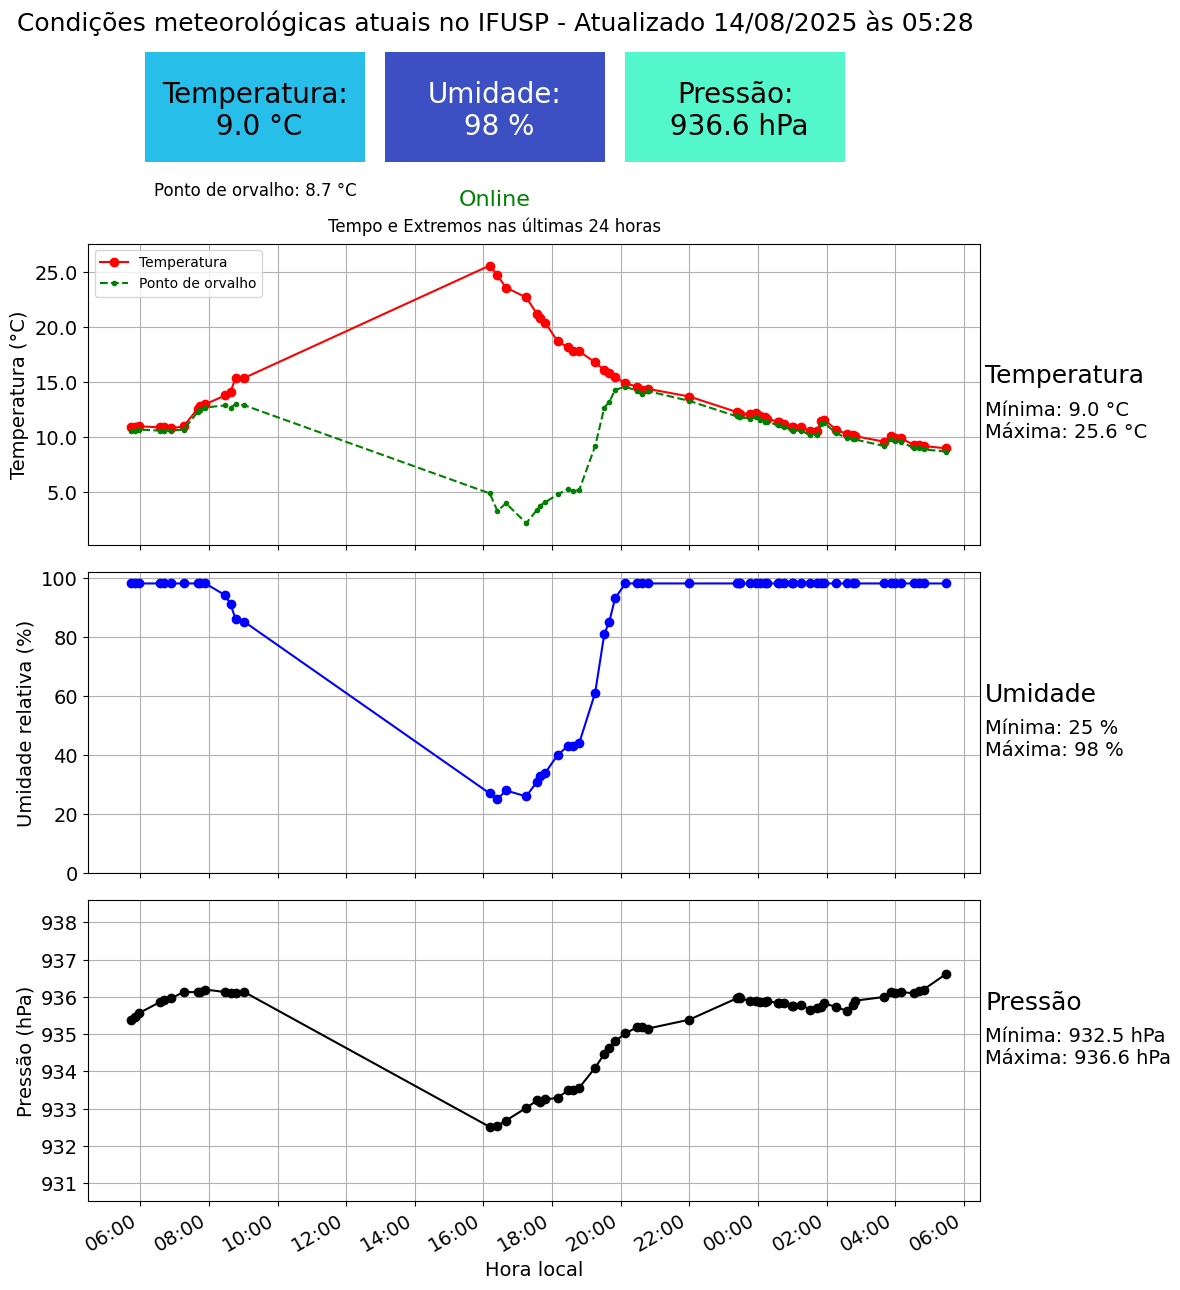 Condições meteorológicas atuais no IFUSP - Atualizado 14/08/2025 às 05:28
Temperatura:
9.0 °C
Umidade:
98 %
Pressão:
936.6 hPa
Ponto de orvalho: 8.7 °C
Online
Tempo e Extremos nas últimas 24 horas
Temperatura
Ponto de orvalho
Temperatura (°C)
25.0
20.0
15.0
10.0
5.0
Temperatura
Mínima: 9.0 °C
Máxima: 25.6 °C
Umidade relativa (%)
100
80
60
40
20
0
Umidade
Mínima: 25 %
Máxima: 98 %
Pressão (hPa)
938
937
936
935
934
933
932
931
Pressão
Mínima: 932.5 hPa
Máxima: 936.6 hPa
06:00 08:00 10:00 12:00 14:00 16:00 18:00 20:00 22:00 00:00 02:00 04:00 06:00
Hora local